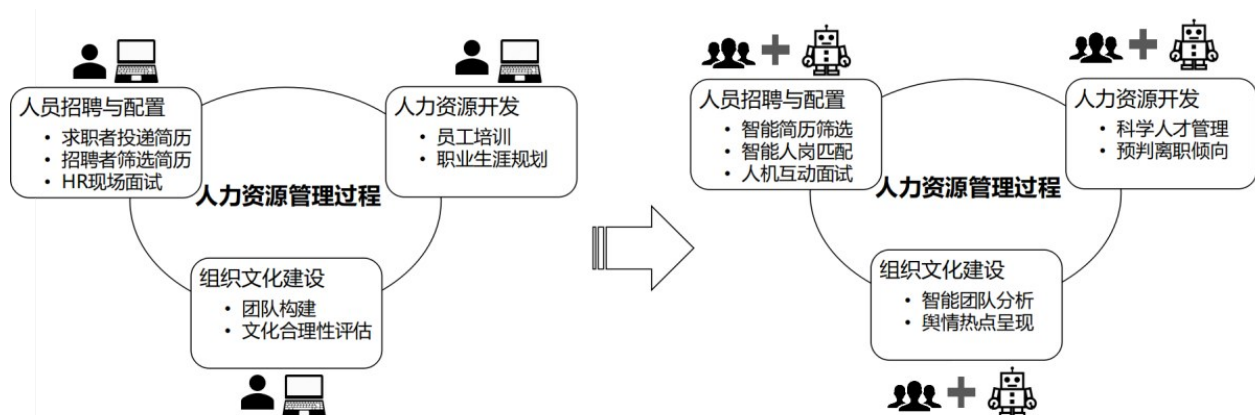 人员招聘与配置
• 求职者投递简历
• 招聘者筛选简历
• HR现场面试
人力资源开发
• 员工培训
• 职业生涯规划
人力资源管理过程
组织文化建设
• 团队构建
• 文化合理性评估
人员招聘与配置
• 智能简历筛选
• 智能人岗匹配
• 人机互动面试
人力资源开发
• 科学人才管理
• 预判离职倾向
人力资源管理过程
组织文化建设
• 智能团队分析
• 舆情热点呈现